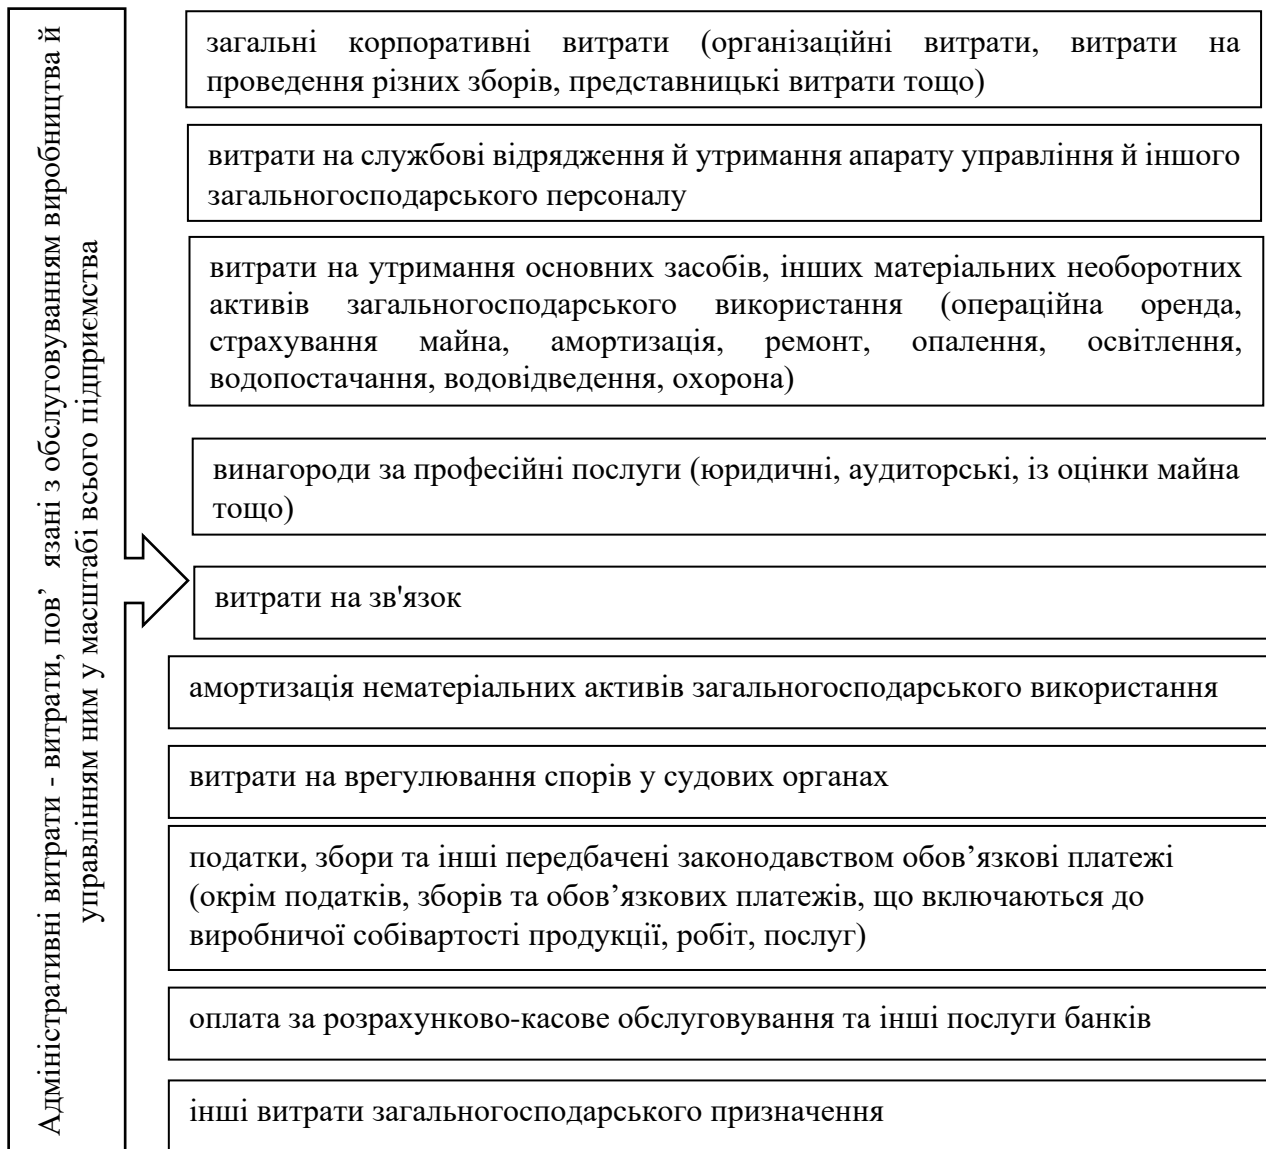 Адміністративні витрати - витрати, пов’ язані з обслуговуванням виробництва й
управлінням ним у масштабі всього підприємства
загальні корпоративні витрати (організаційні витрати, витрати на
проведення різних зборів, представницькі витрати тощо)
витрати на службові відрядження й утримання апарату управління й іншого
загальногосподарського персоналу
витрати на утримання основних засобів, інших матеріальних необоротних
активів загальногосподарського використання (операційна оренда,
страхування майна, амортизація, ремонт, опалення, освітлення,
водопостачання, водовідведення, охорона)
винагороди за професійні послуги (юридичні, аудиторські, із оцінки майна
тощо)
витрати на зв'язок
амортизація нематеріальних активів загальногосподарського використання
витрати на врегулювання спорів у судових органах
податки, збори та інші передбачені законодавством обов’язкові платежі
(окрім податків, зборів та обов’язкових платежів, що включаються до
виробничої собівартості продукції, робіт, послуг)
оплата за розрахунково-касове обслуговування та інші послуги банків
інші витрати загальногосподарського призначення